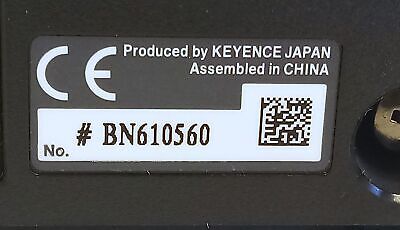 CE
Produced by KEYENCE JAPAN
Assembled in CHINA
No. # BN610560